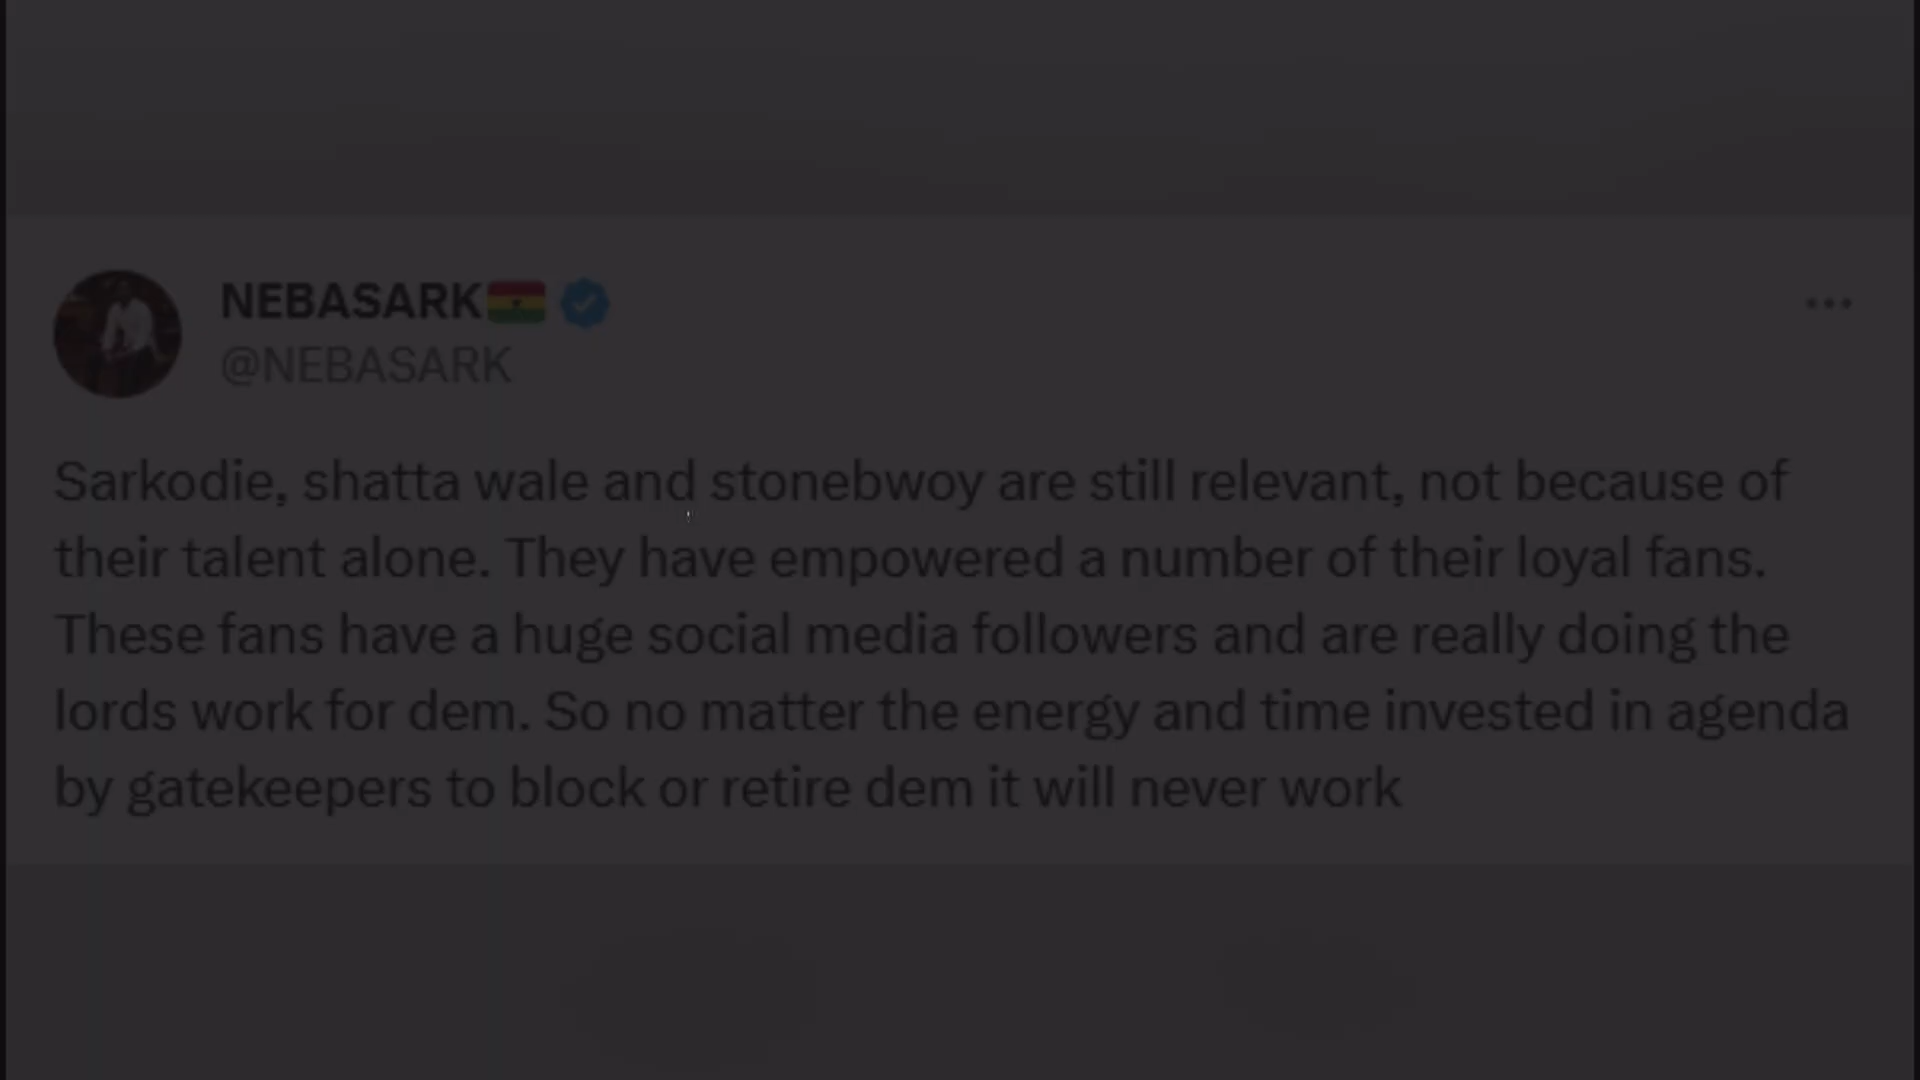 NEBASARK🇬🇭
@NEBASARK
Sarkodie, shatta wale and stonebwoy are still relevant, not because of
their talent alone. They have empowered a number of their loyal fans.
These fans have a huge social media followers and are really doing the
lords work for dem. So no matter the energy and time invested in agenda
by gatekeepers to block or retire dem it will never work